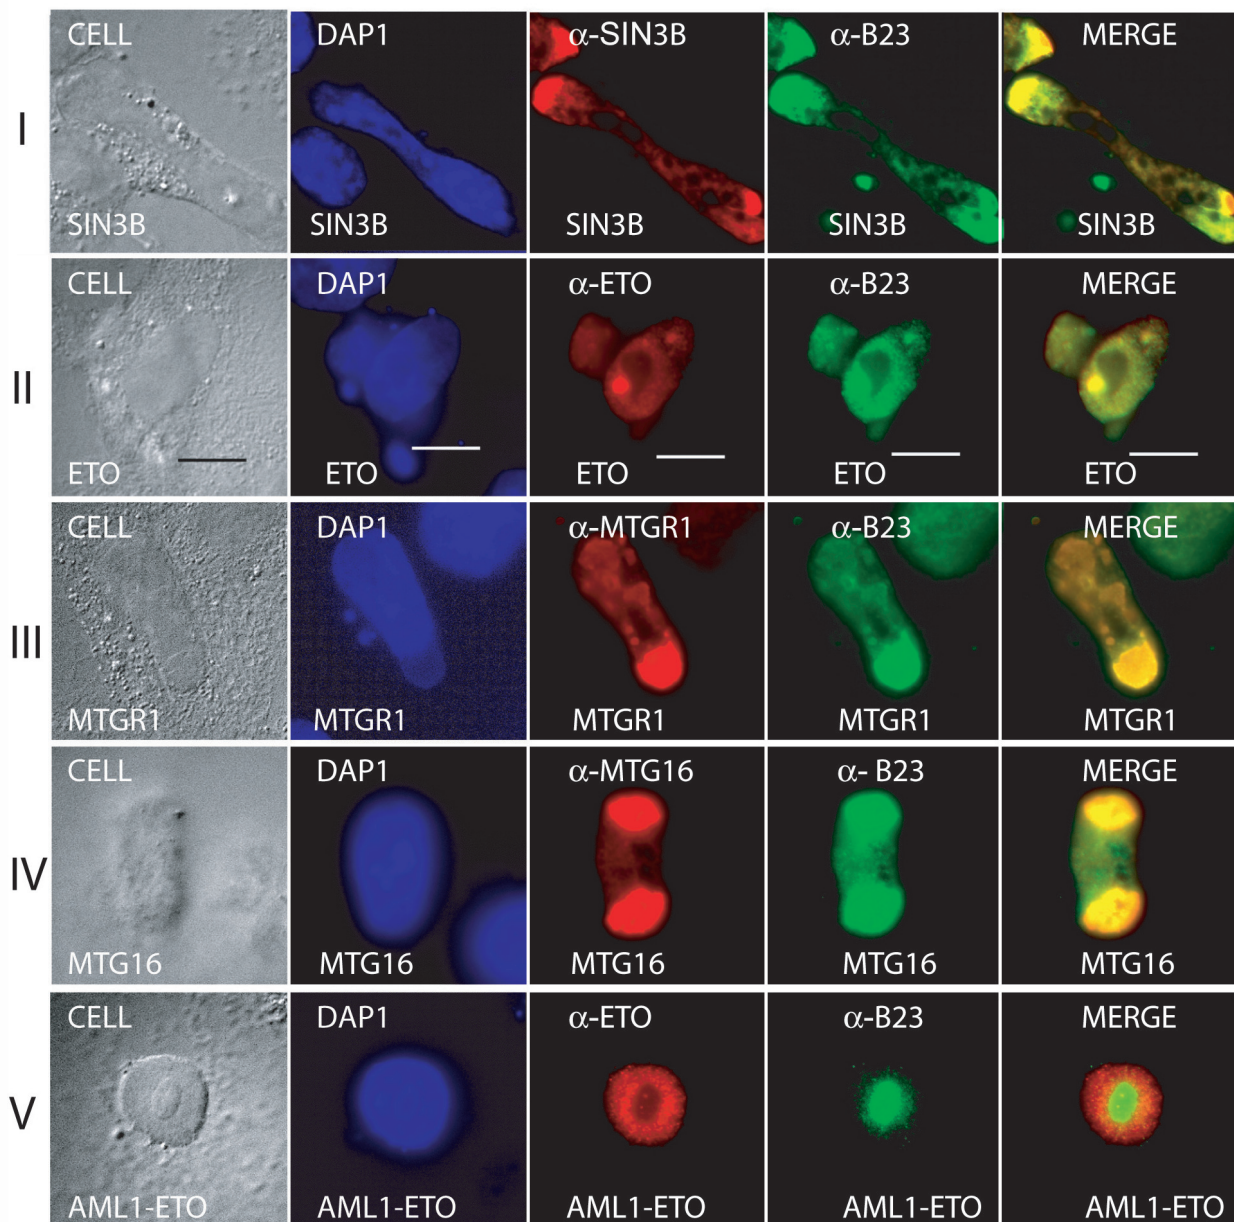 CELL DAP1 α-SIN3B α-B23 MERGE
I
SIN3B SIN3B SIN3B SIN3B SIN3B
CELL DAP1 α-ETO α-B23 MERGE
II
ETO ETO ETO ETO ETO
CELL DAP1 α-MTGR1 α-B23 MERGE
III
MTGR1 MTGR1 MTGR1 MTGR1 MTGR1
CELL DAP1 α-MTG16 α- B23 MERGE
IV
MTG16 MTG16 MTG16 MTG16 MTG16
CELL DAP1 α-ETO α-B23 MERGE
V
AML1-ETO AML1-ETO AML1-ETO AML1-ETO AML1-ETO